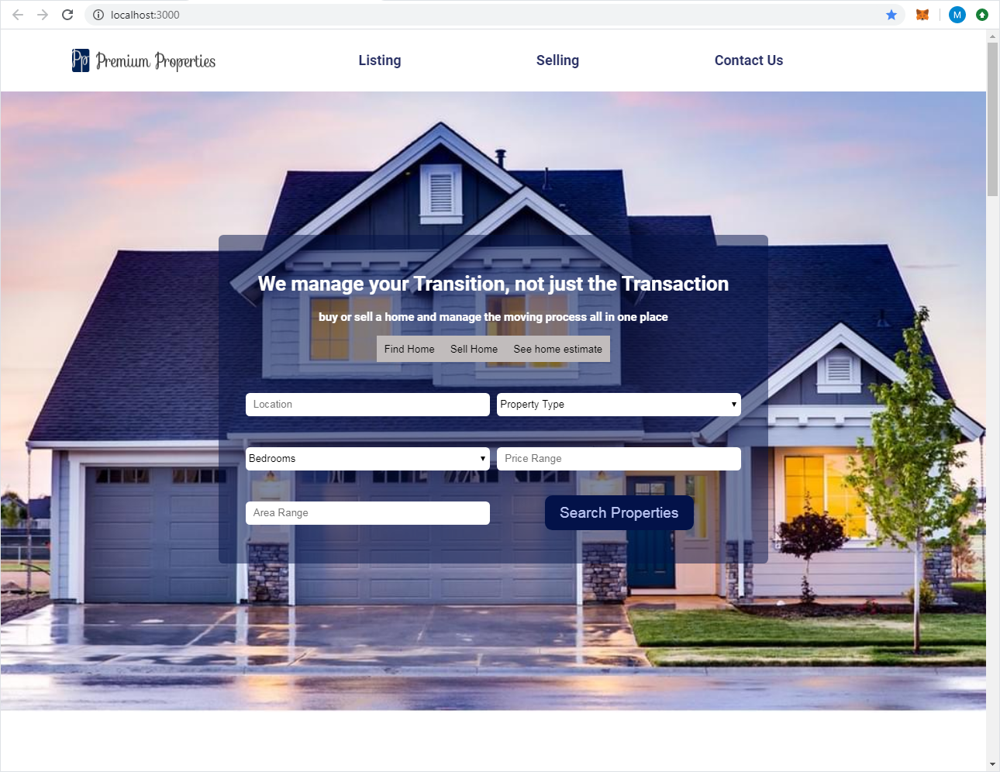 localhost:3000
M
Pp Premium Properties
Listing
Selling
Contact Us
We manage your Transition, not just the Transaction
buy or sell a home and manage the moving process all in one place
Find Home
Sell Home
See home estimate
Location
Property Type
Bedrooms
Price Range
Area Range
Search Properties